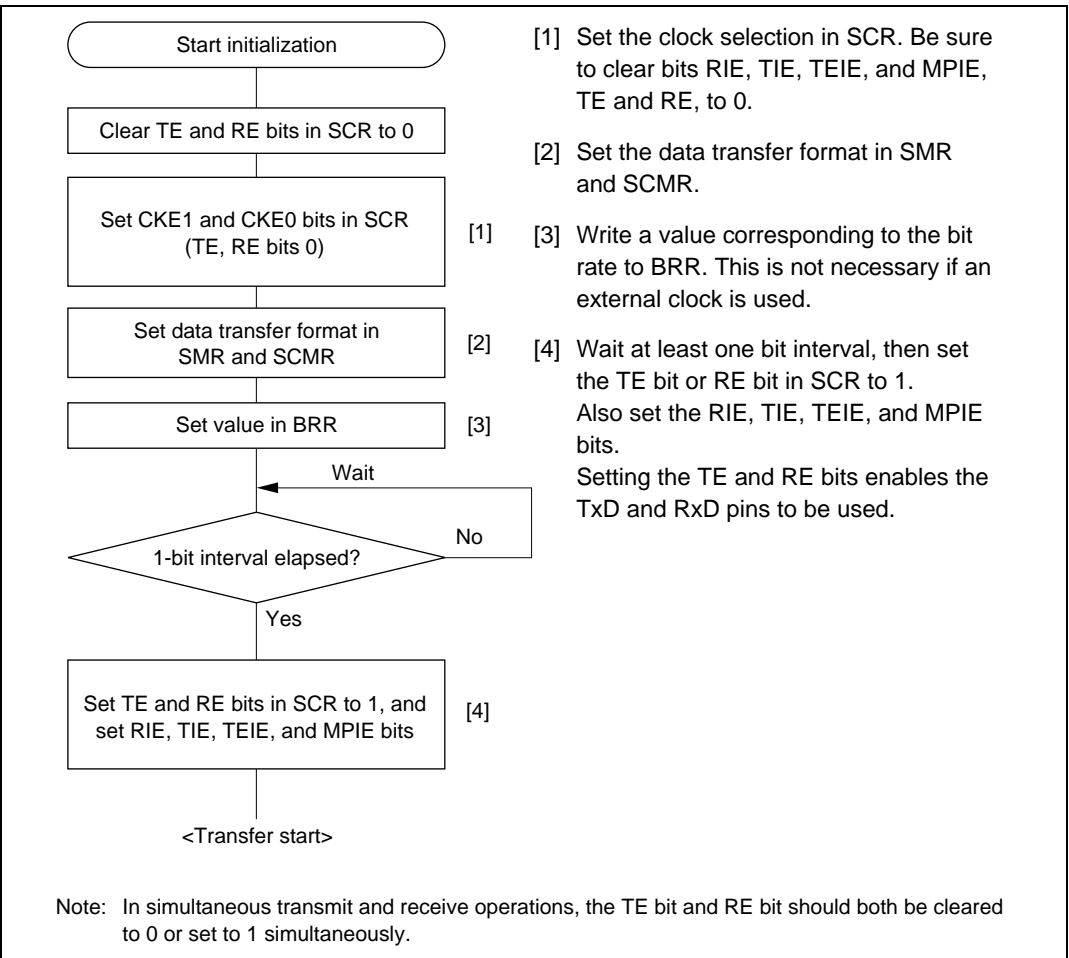 Start initialization
Clear TE and RE bits in SCR to 0
Set CKE1 and CKE0 bits in SCR
(TE, RE bits 0)
[1]
Set data transfer format in
SMR and SCMR
[2]
Set value in BRR
[3]
Wait
No
1-bit interval elapsed?
Yes
Set TE and RE bits in SCR to 1, and
set RIE, TIE, TEIE, and MPIE bits
[4]
<Transfer start>
[1] Set the clock selection in SCR. Be sure
to clear bits RIE, TIE, TEIE, and MPIE,
TE and RE, to 0.
[2] Set the data transfer format in SMR
and SCMR.
[3] Write a value corresponding to the bit
rate to BRR. This is not necessary if an
external clock is used.
[4] Wait at least one bit interval, then set
the TE bit or RE bit in SCR to 1.
Also set the RIE, TIE, TEIE, and MPIE
bits.
Setting the TE and RE bits enables the
TxD and RxD pins to be used.
Note: In simultaneous transmit and receive operations, the TE bit and RE bit should both be cleared
to 0 or set to 1 simultaneously.